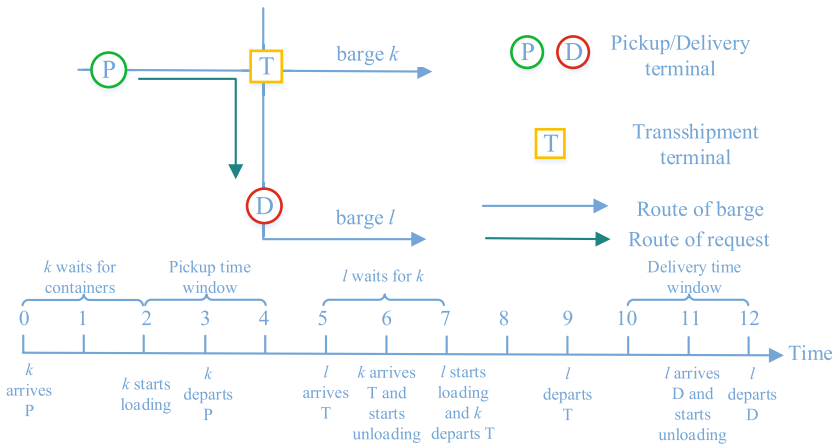 P
T
barge k
P D Pickup/Delivery
terminal
T Transshipment
terminal
D
barge l
Route of barge
Route of request
k waits for
containers
Pickup time
window
l waits for k
Delivery time
window
0 1 2 3 4 5 6 7 8 9 10 11 12
Time
k
arrives
P
k starts
loading
k
departs
P
l
arrives
T
k arrives
T and
starts
unloading
l starts
loading
and k
departs T
l
departs
T
l arrives
D and
starts
unloading
l
departs
D